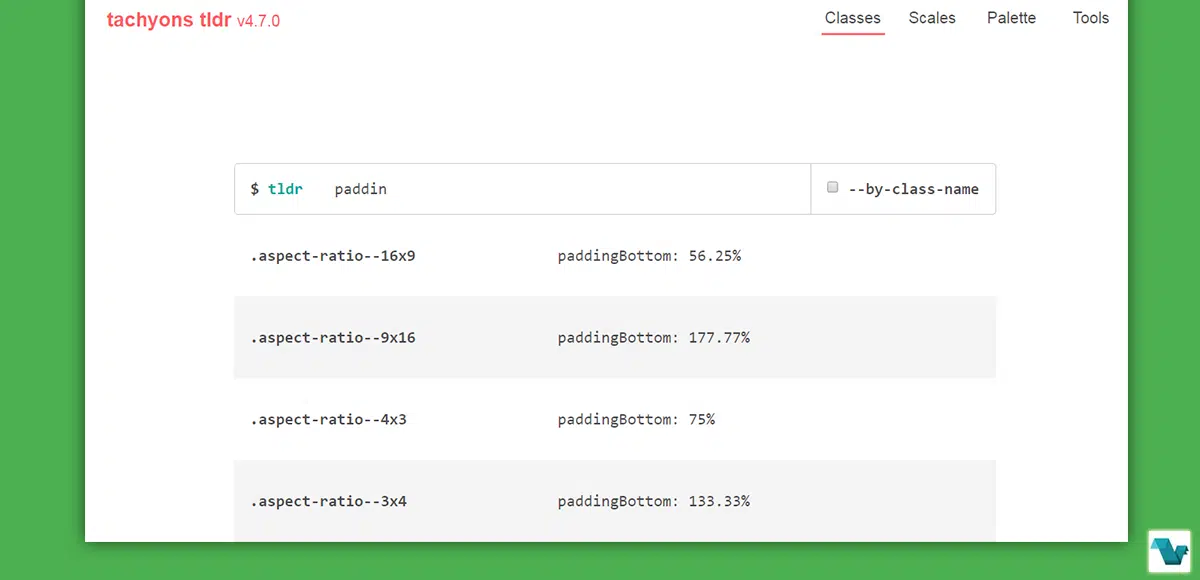 tachyons tldr v4.7.0 Classes Scales Palette Tools
$ tldr paddin --by-class-name
.aspect-ratio--16x9 paddingBottom: 56.25%
.aspect-ratio--9x16 paddingBottom: 177.77%
.aspect-ratio--4x3 paddingBottom: 75%
.aspect-ratio--3x4 paddingBottom: 133.33%